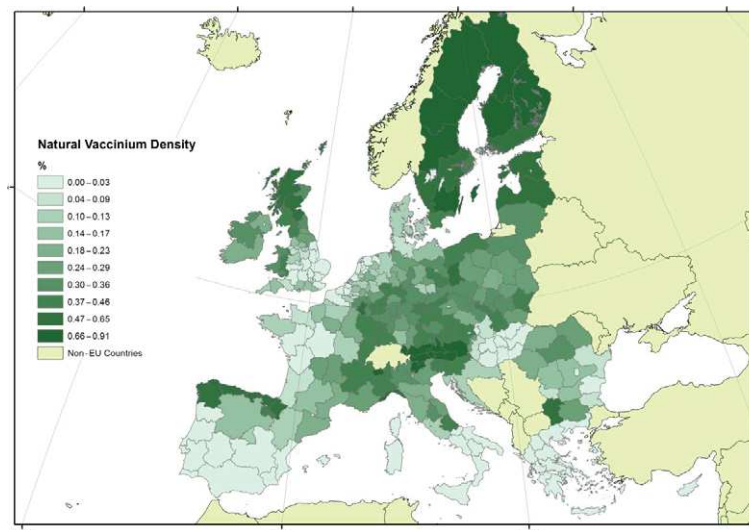 Natural Vaccinium Density
%
0.00 – 0.03
0.04 – 0.09
0.10 – 0.13
0.14 – 0.17
0.18 – 0.23
0.24 – 0.29
0.30 – 0.36
0.37 – 0.46
0.47 – 0.65
0.66 – 0.91
Non-EU Countries